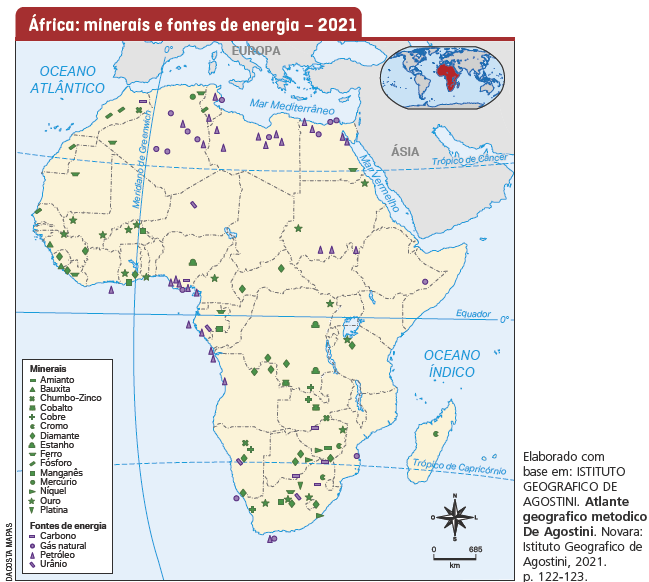 África: minerais e fontes de energia – 2021
0°
EUROPA
OCEANO
ATLÂNTICO
Mar Mediterrâneo
Meridiano de Greenwich
ÁSIA
Trópico de Câncer
Mar Vermelho
Equador
0°
OCEANO
ÍNDICO
Trópico de Capricórnio
Minerais
Amianto
Bauxita
Chumbo-Zinco
Cobalto
Cobre
Cromo
Diamante
Estanho
Ferro
Fósforo
Manganês
Mercúrio
Níquel
Ouro
Platina
Fontes de energia
Carbono
Gás natural
Petróleo
Urânio
N
O
L
S
0
685
km
DACOSTA MAPAS
Elaborado com
base em: ISTITUTO
GEOGRAFICO DE
AGOSTINI. Atlante
geografico metodico
De Agostini. Novara:
Istituto Geografico de
Agostini, 2021.
p. 122-123.